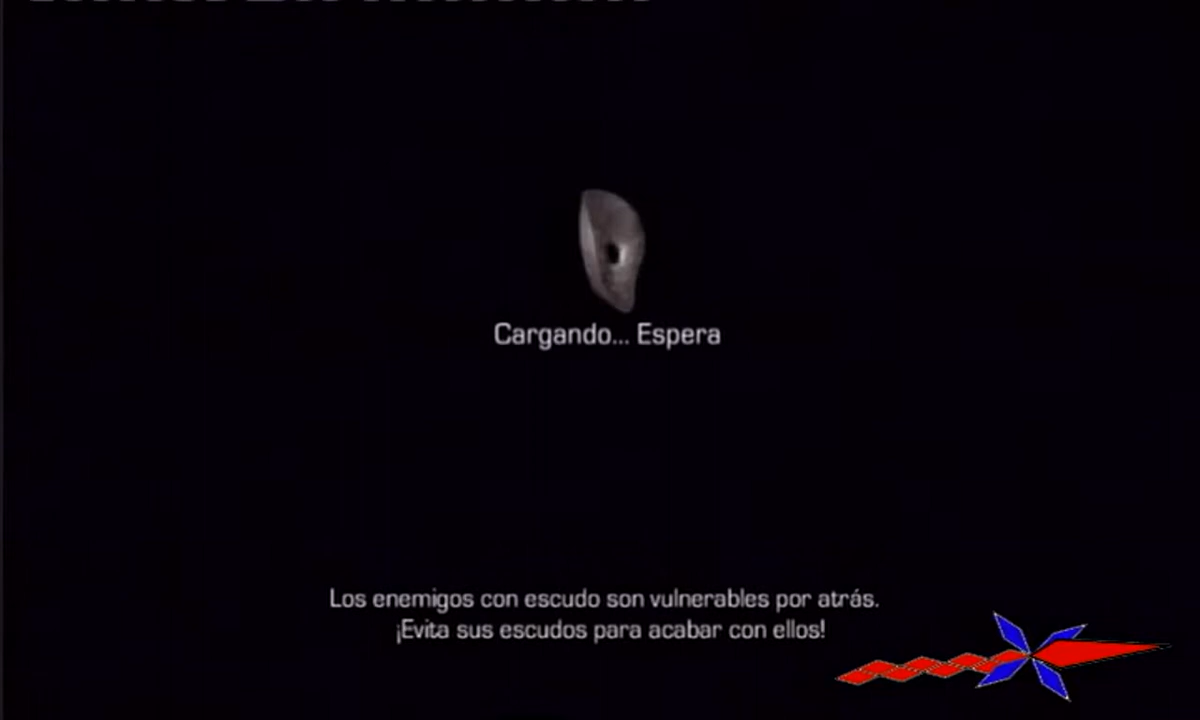 Cargando... Espera
Los enemigos con escudo son vulnerables por atrás.
¡Evita sus escudos para acabar con ellos!